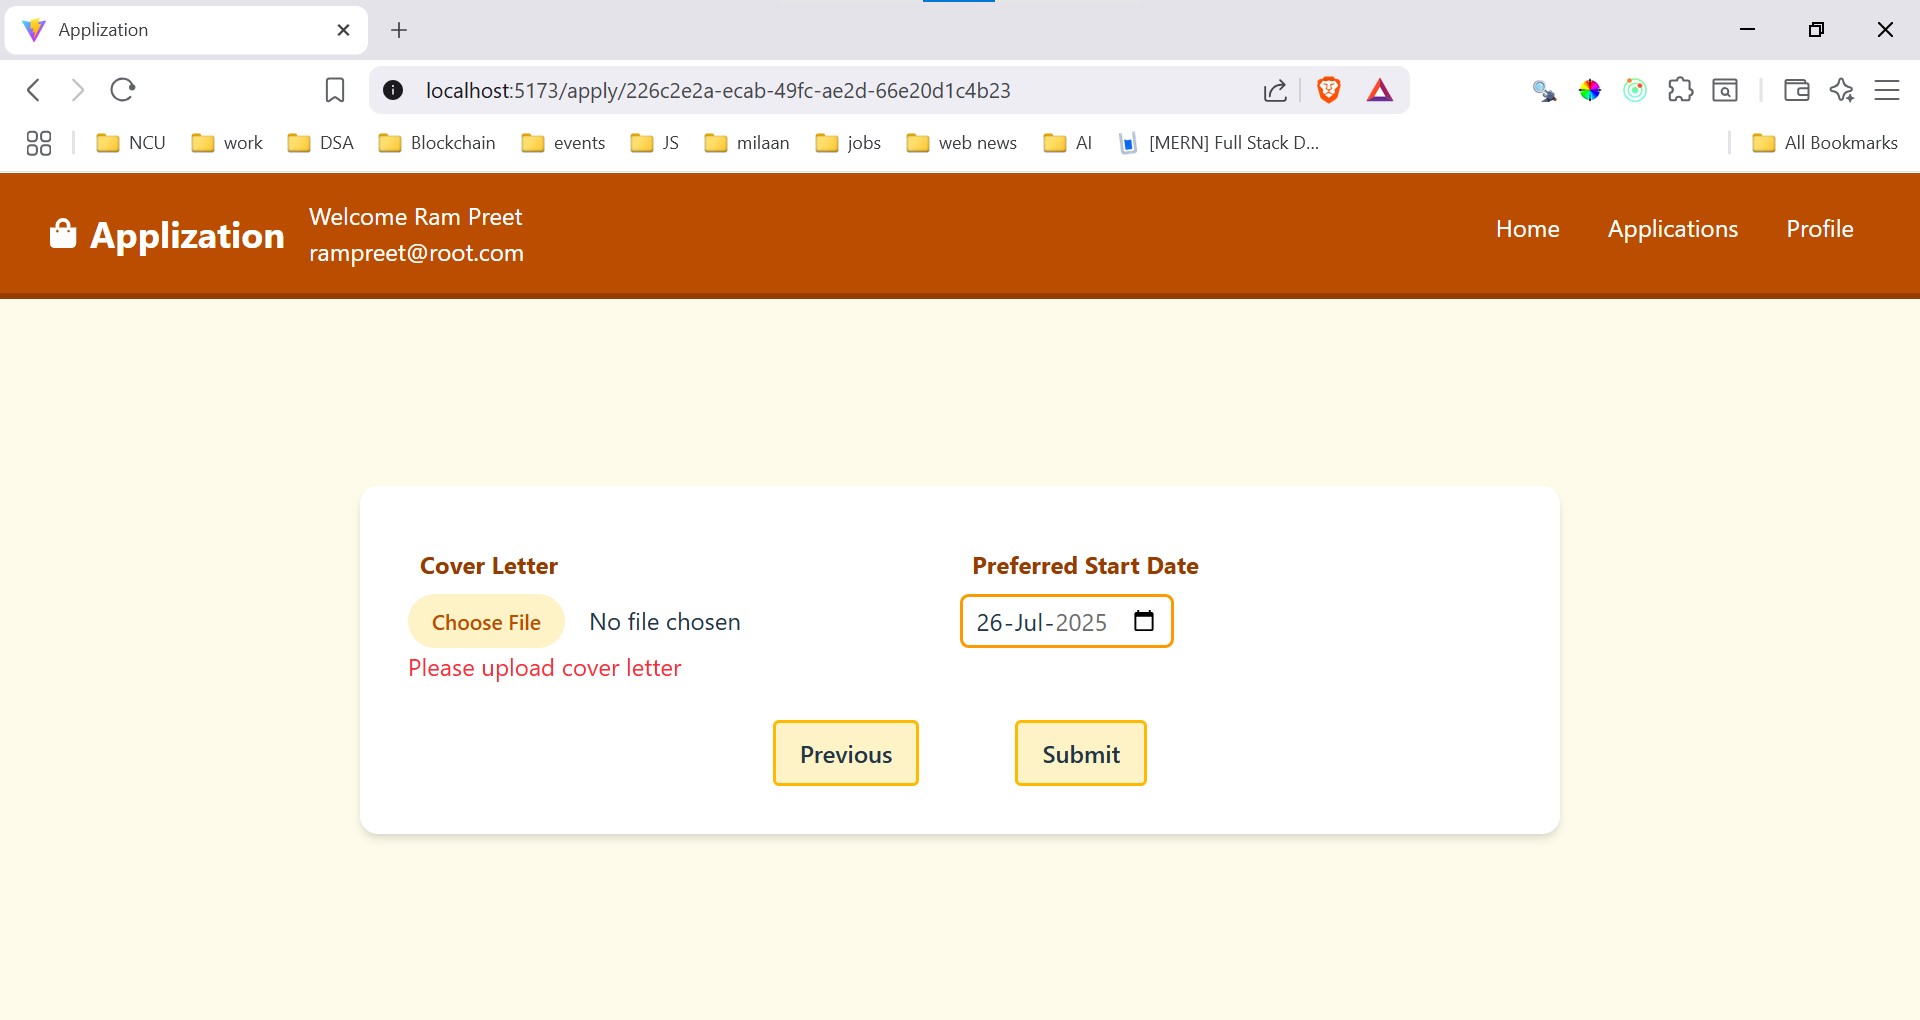 Applization
localhost:5173/apply/226c2e2a-ecab-49fc-ae2d-66e20d1c4b23
NCU work DSA Blockchain events JS milaan jobs web news AI [MERN] Full Stack D... All Bookmarks
Applization
Welcome Ram Preet
rampreet@root.com
Home Applications Profile
Cover Letter Preferred Start Date
Choose File No file chosen 26-Jul-2025
Please upload cover letter
Previous Submit